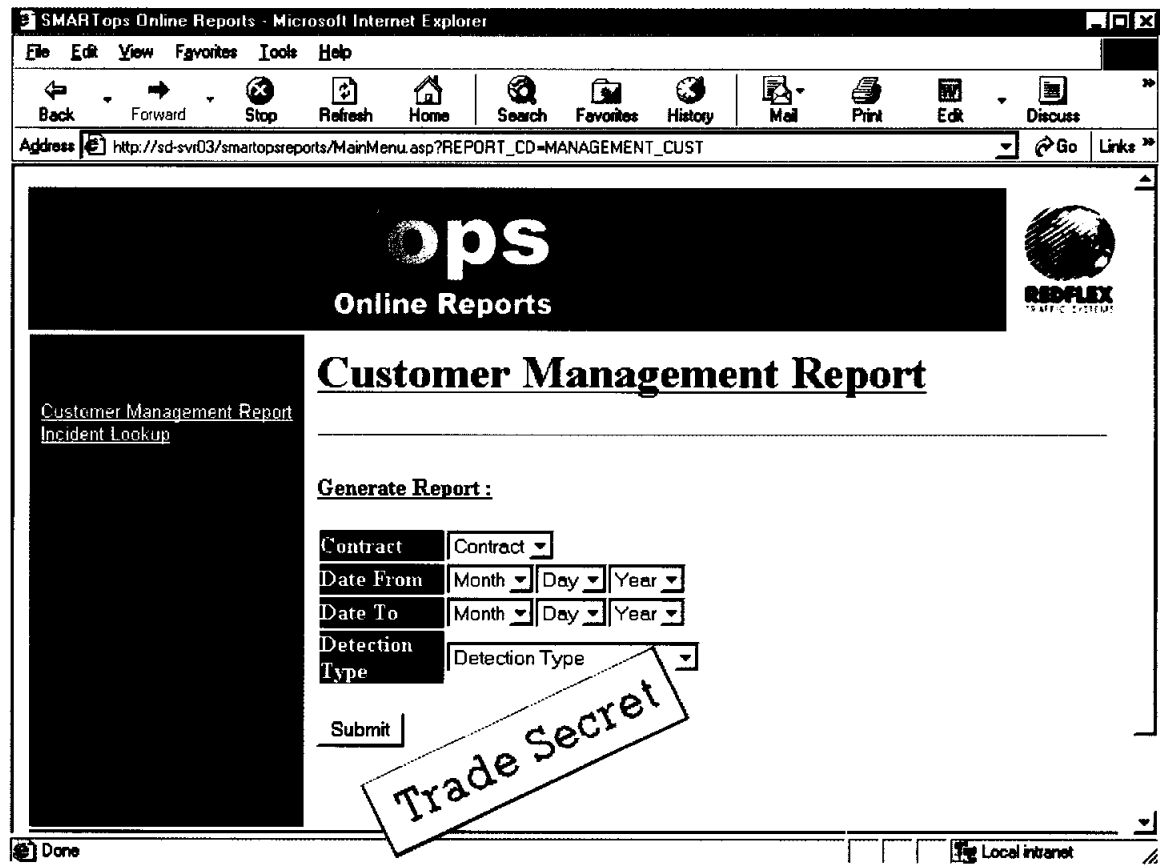 SMARTops Online Reports - Microsoft Internet Explorer
File Edit View Favorites Tools Help
Back Forward Stop Refresh Home Search Favorites History Mail Print Edit Discuss »
Address http://sd-svr03/smartopsreports/MainMenu.asp?REPORT_CD=MANAGEMENT_CUST Go Links »
ops
Online Reports
REDFLEX
TRAFFIC SYSTEMS
Customer Management Report
Incident Lookup
Customer Management Report
Generate Report :
Contract Contract
Date From Month Day Year
Date To Month Day Year
Detection Type Detection Type
Submit
Trade Secret
Done Local intranet